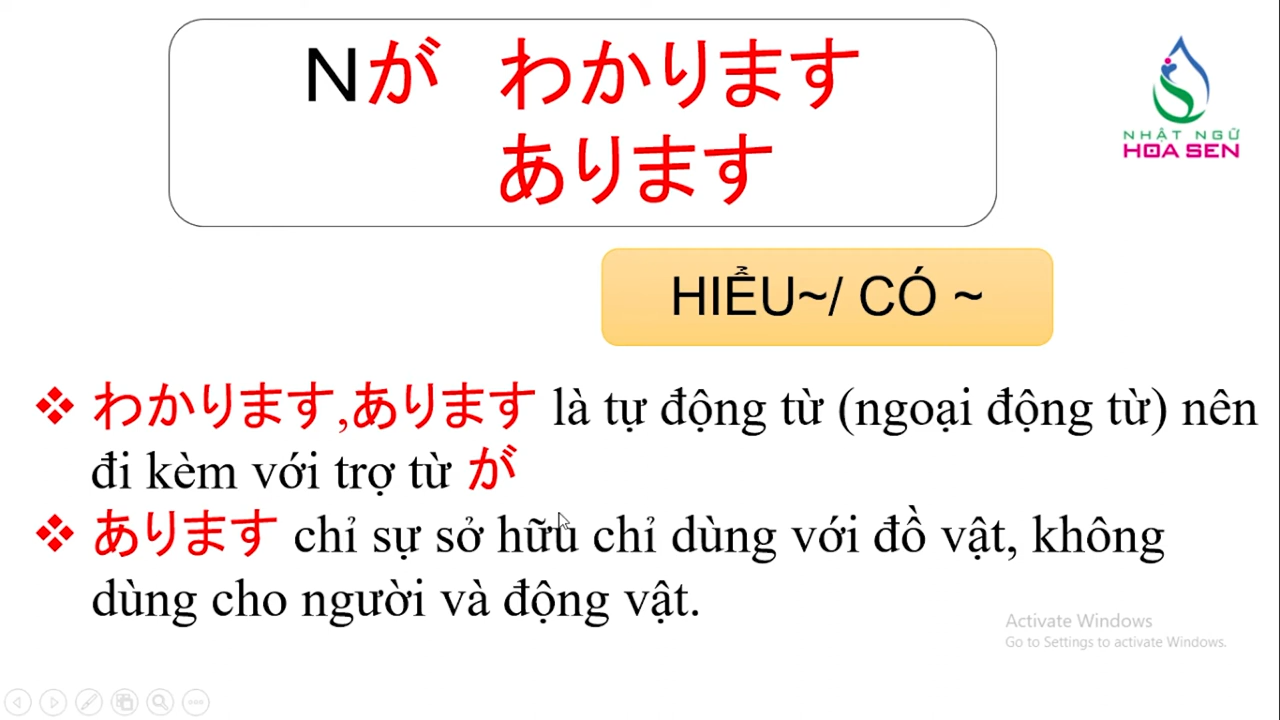 Nが わかります
あります
NHẬT NGỮ
HOA SEN
HIỂU~/ CÓ ~
❖ わかります,あります là tự động từ (ngoại động từ) nên
đi kèm với trợ từ が
❖ あります chỉ sự sở hữu chỉ dùng với đồ vật, không
dùng cho người và động vật.
Activate Windows
Go to Settings to activate Windows.